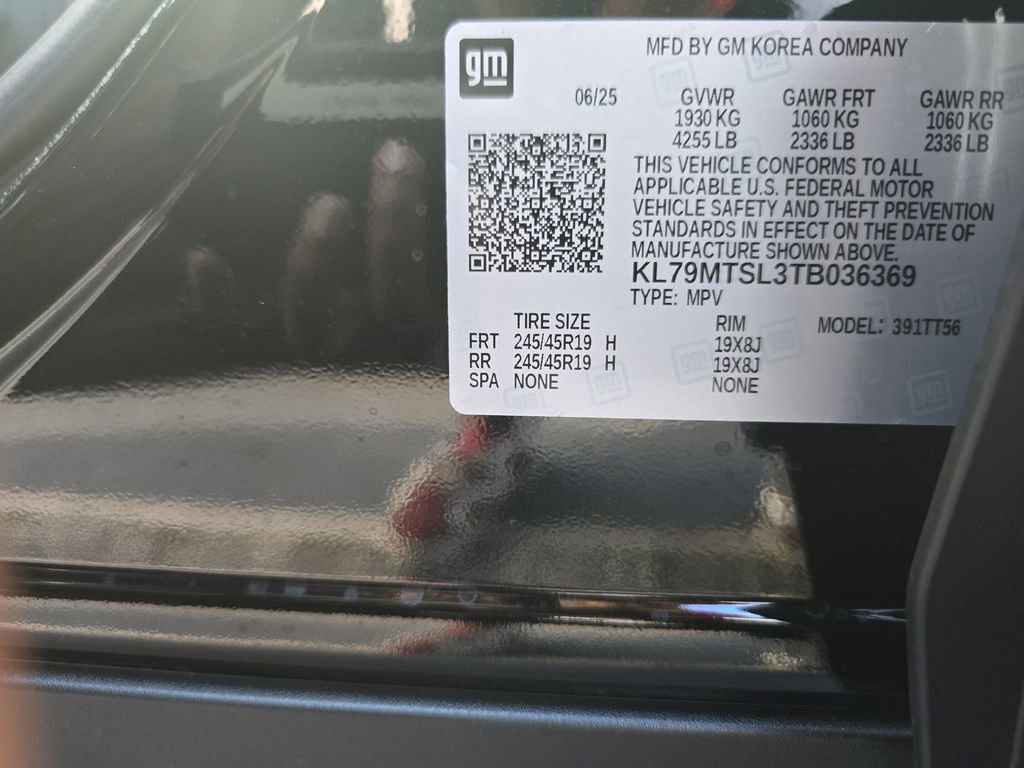 gm
MFD BY GM KOREA COMPANY
06/25
GVWR GAWR FRT GAWR RR
1930 KG 1060 KG 1060 KG
4255 LB 2336 LB 2336 LB
THIS VEHICLE CONFORMS TO ALL
APPLICABLE U.S. FEDERAL MOTOR
VEHICLE SAFETY AND THEFT PREVENTION
STANDARDS IN EFFECT ON THE DATE OF
MANUFACTURE SHOWN ABOVE.
KL79MTSL3TB036369
TYPE: MPV
TIRE SIZE RIM MODEL: 391TT56
FRT 245/45R19 H 19X8J
RR 245/45R19 H 19X8J
SPA NONE NONE